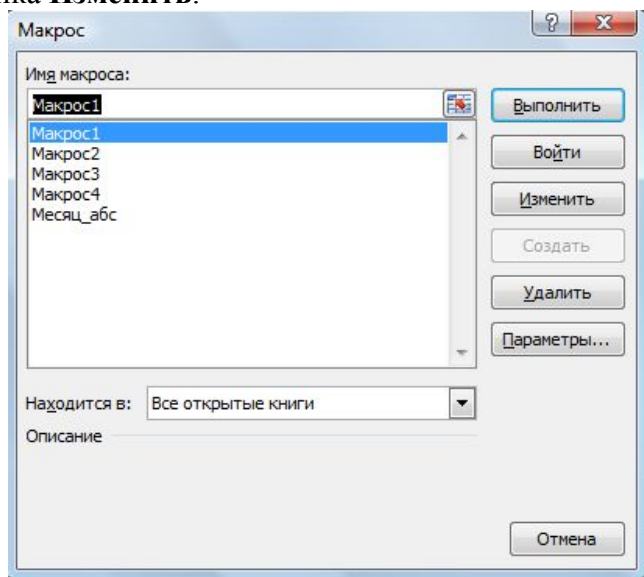 Изменить.
Макрос
Имя макроса:
Макрос1
Выполнить
Макрос1
Макрос2
Макрос3
Макрос4
Месяц_абс
Войти
Изменить
Создать
Удалить
Параметры...
Находится в: Все открытые книги
Описание
Отмена